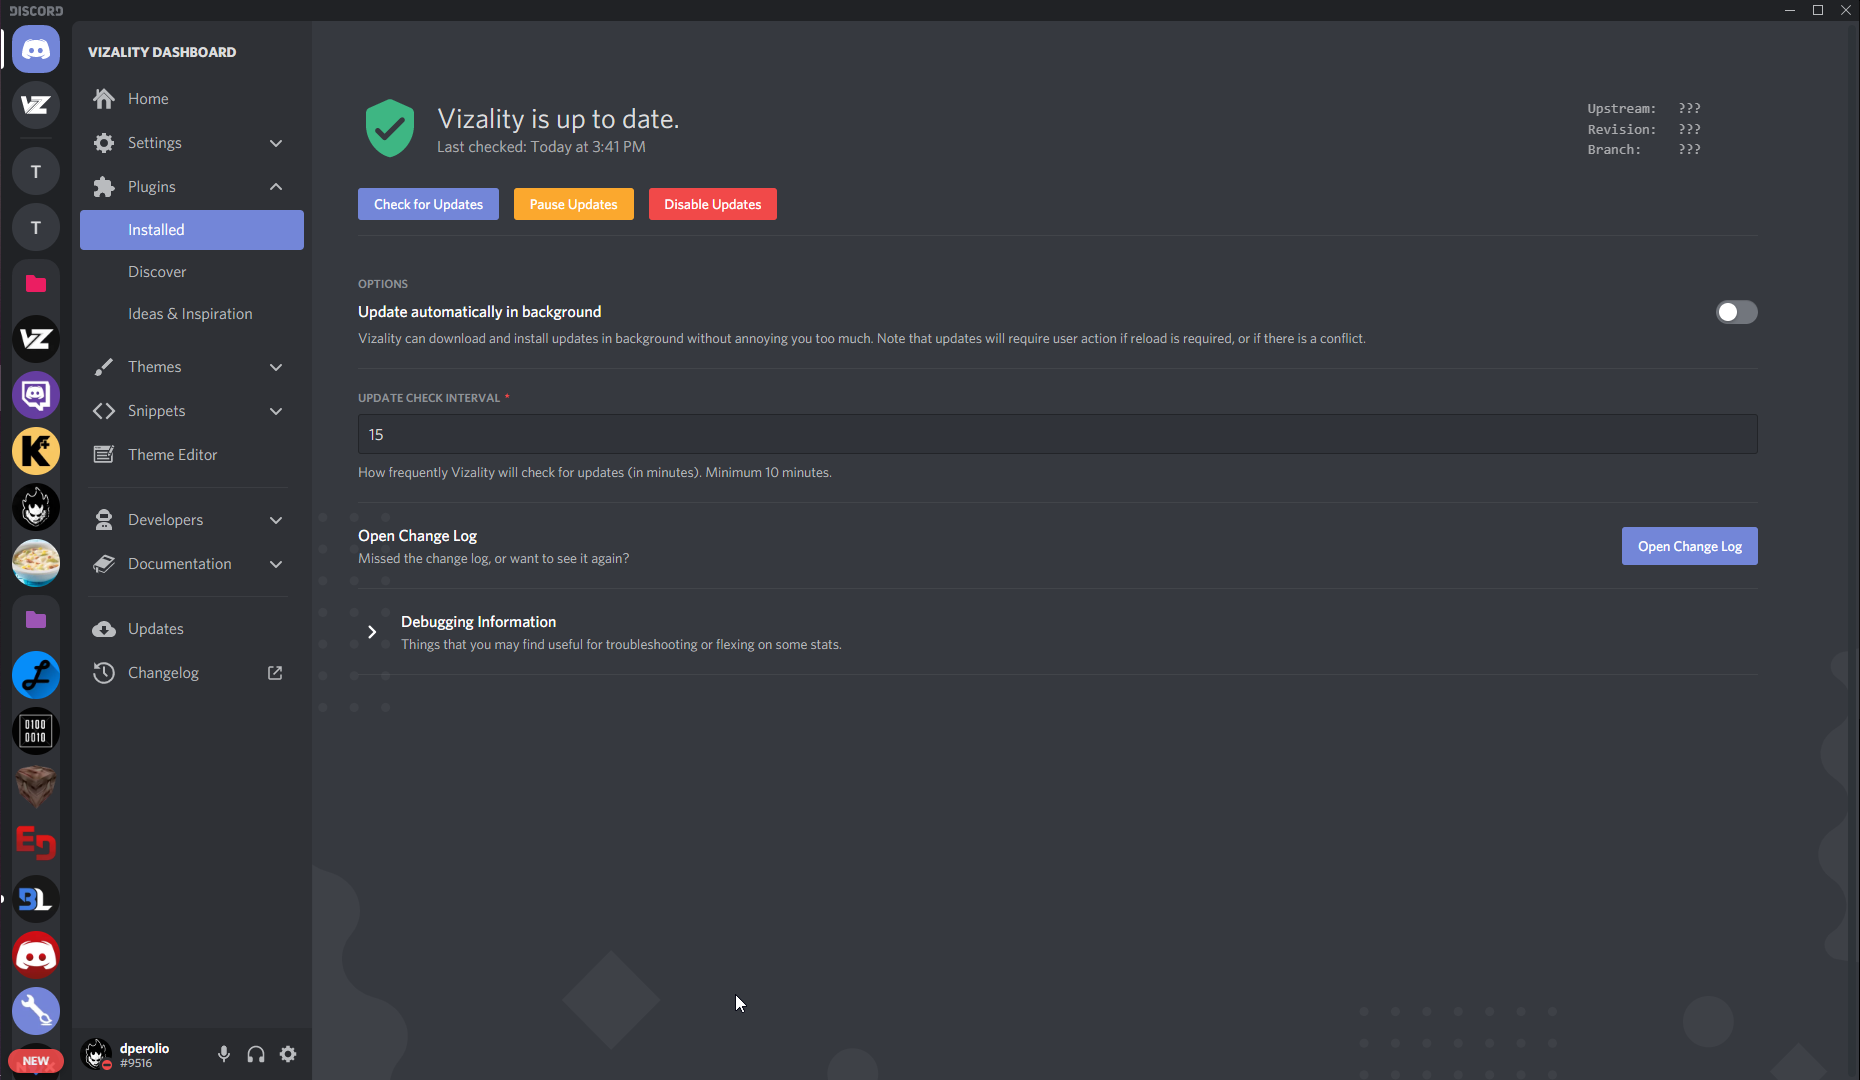 DISCORD
VIZALITY DASHBOARD
Home
Settings
Plugins
Installed
Discover
Ideas & Inspiration
Themes
Snippets
Theme Editor
Developers
Documentation
Updates
Changelog
T
T
K+
0100
0010
ED
BL
NEW
dperolio
#9516
Vizality is up to date.
Last checked: Today at 3:41 PM
Upstream: ???
Revision: ???
Branch: ???
Check for Updates
Pause Updates
Disable Updates
OPTIONS
Update automatically in background
Vizality can download and install updates in background without annoying you too much. Note that updates will require user action if reload is required, or if there is a conflict.
UPDATE CHECK INTERVAL *
15
How frequently Vizality will check for updates (in minutes). Minimum 10 minutes.
Open Change Log
Missed the change log, or want to see it again?
Open Change Log
Debugging Information
Things that you may find useful for troubleshooting or flexing on some stats.